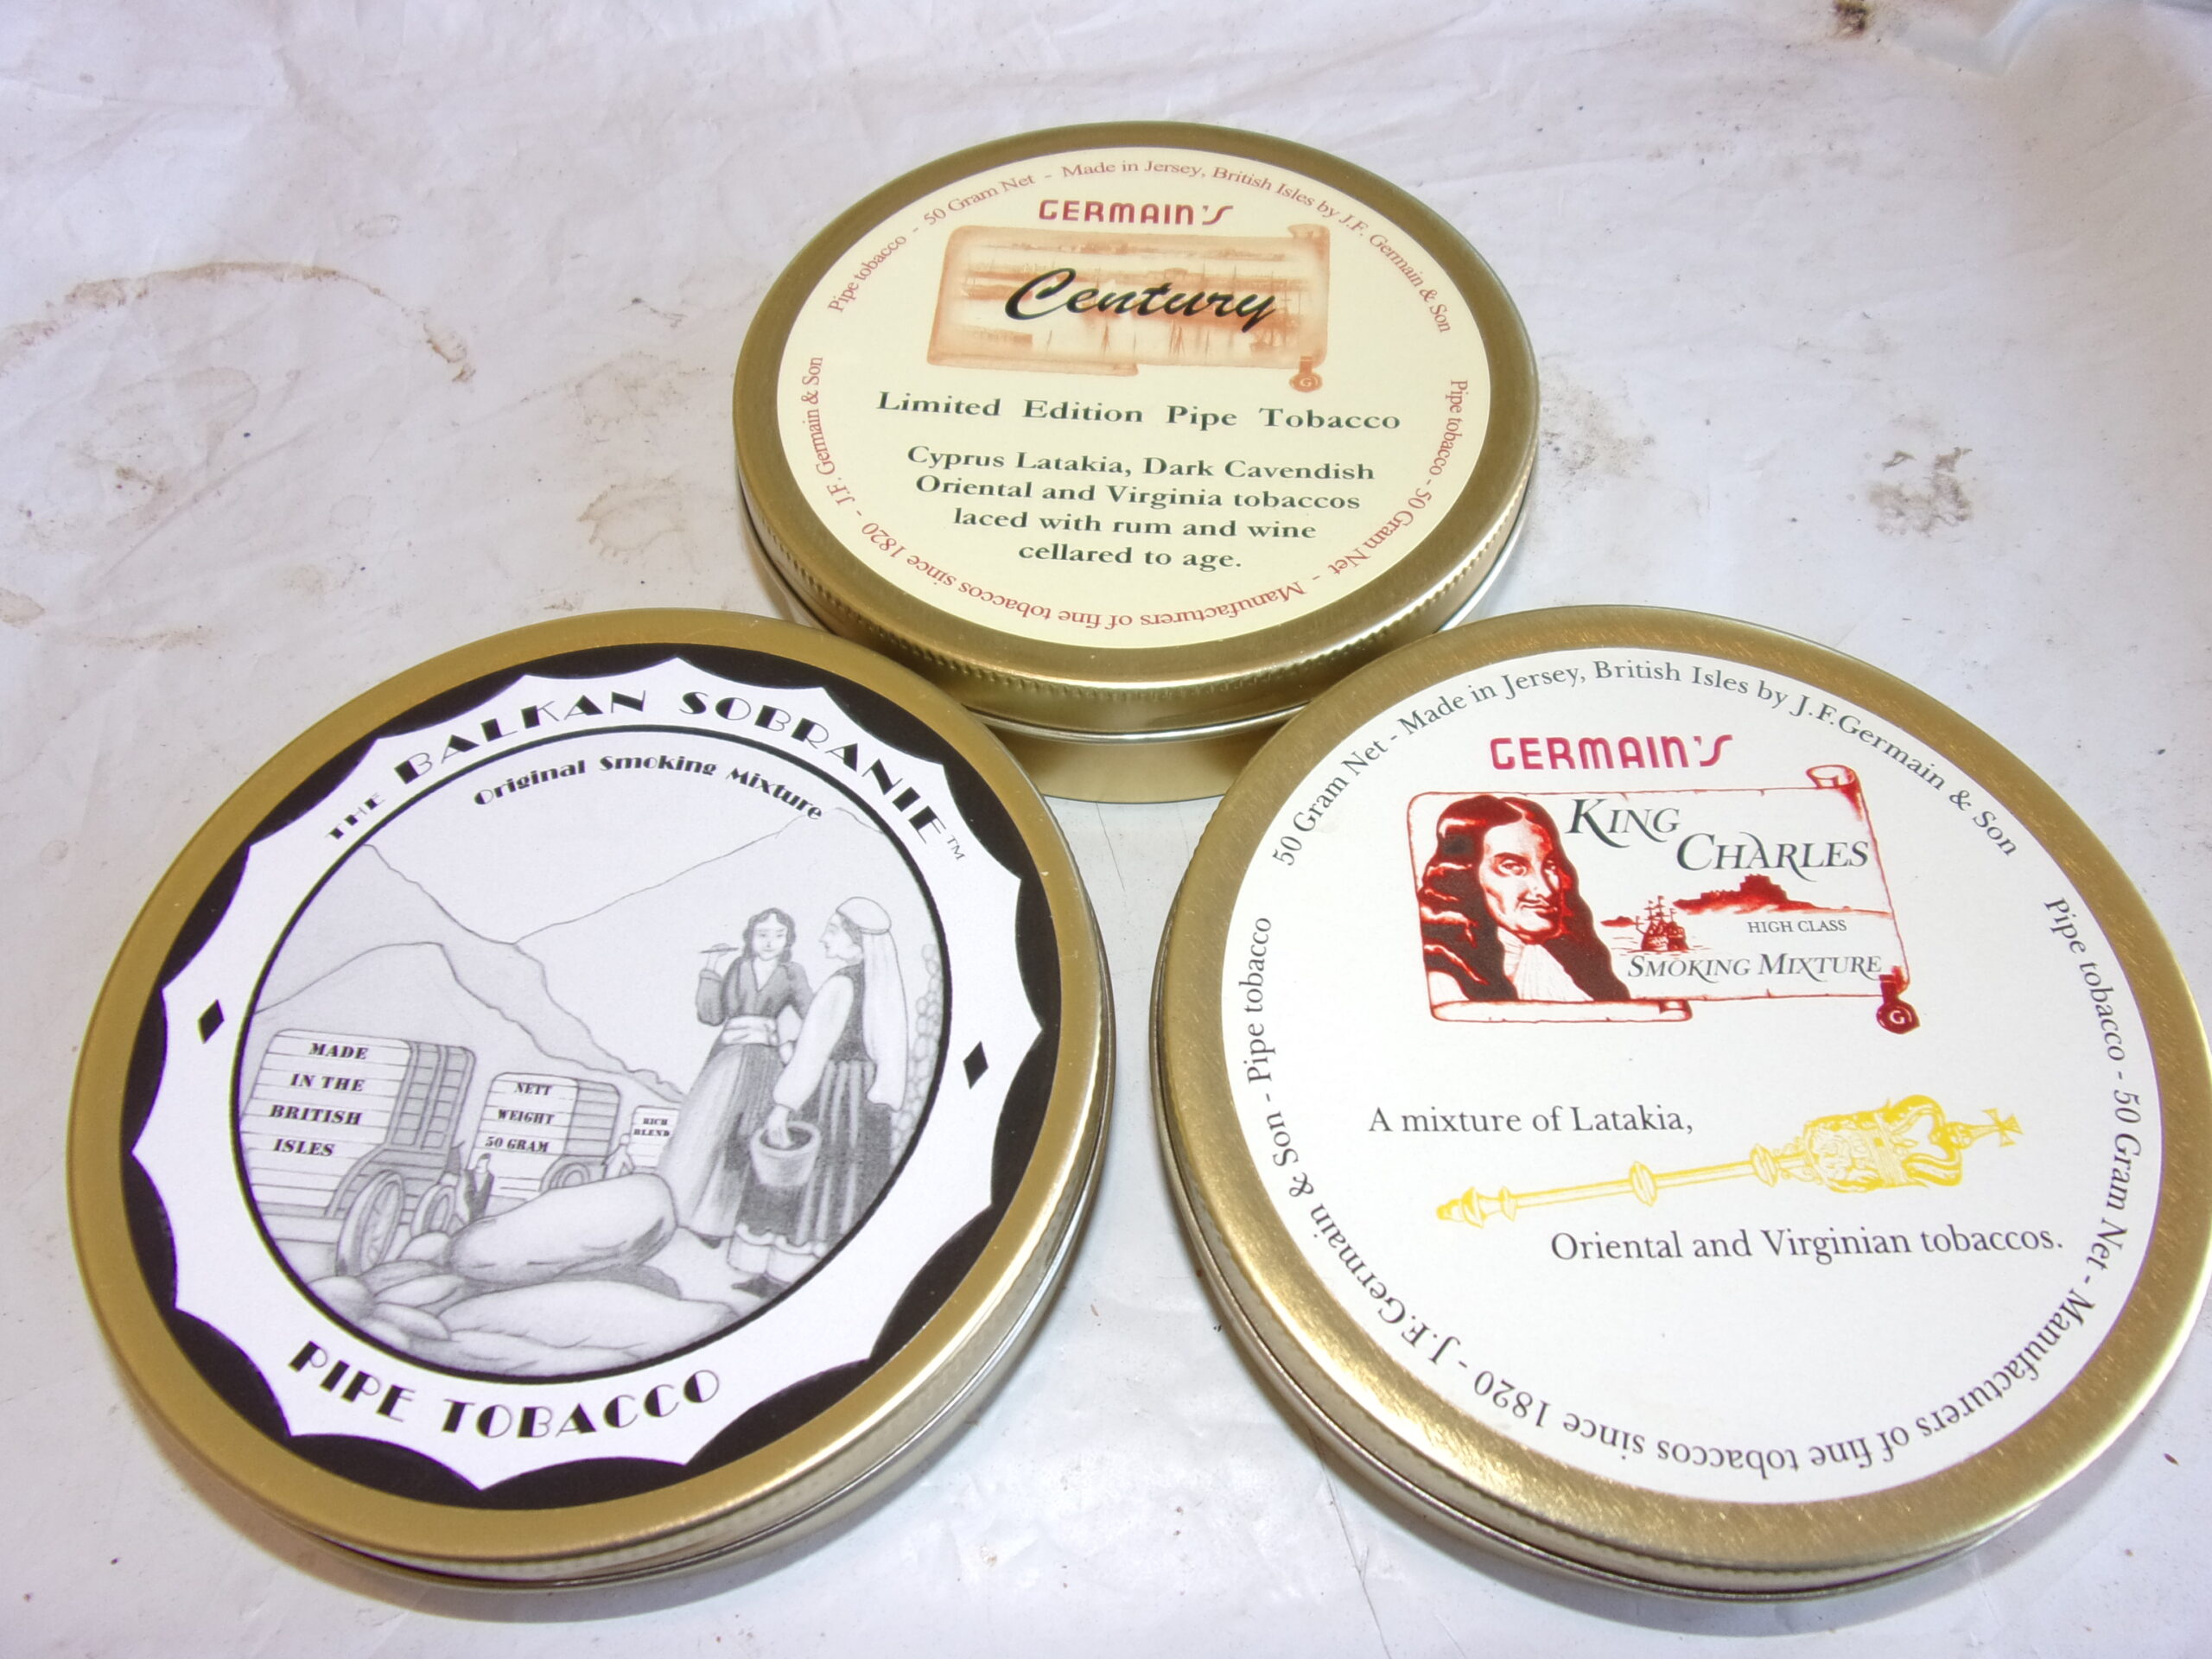 Pipe tobacco - 50 Gram Net - Made in Jersey, British Isles by J.F. Germain & Son
Pipe tobacco - 50 Gram Net - Manufacturers of fine tobaccos since 1820 - J.F. Germain & Son
GERMAIN'S
Century
G
Limited Edition Pipe Tobacco
Cyprus Latakia, Dark Cavendish
Oriental and Virginia tobaccos
laced with rum and wine
cellared to age.
THE BALKAN SOBRANIE™
Original Smoking Mixture
MADE
IN THE
BRITISH
ISLES
NETT
WEIGHT
50 GRAM
RICH
BLEND
PIPE TOBACCO
50 Gram Net - Made in Jersey, British Isles by J.F.Germain & Son
Pipe tobacco - 50 Gram Net - Manufacturers of fine tobaccos since 1820 - J.F.Germain & Son - Pipe tobacco
GERMAIN'S
KING
CHARLES
HIGH CLASS
SMOKING MIXTURE
G
A mixture of Latakia,
Oriental and Virginian tobaccos.